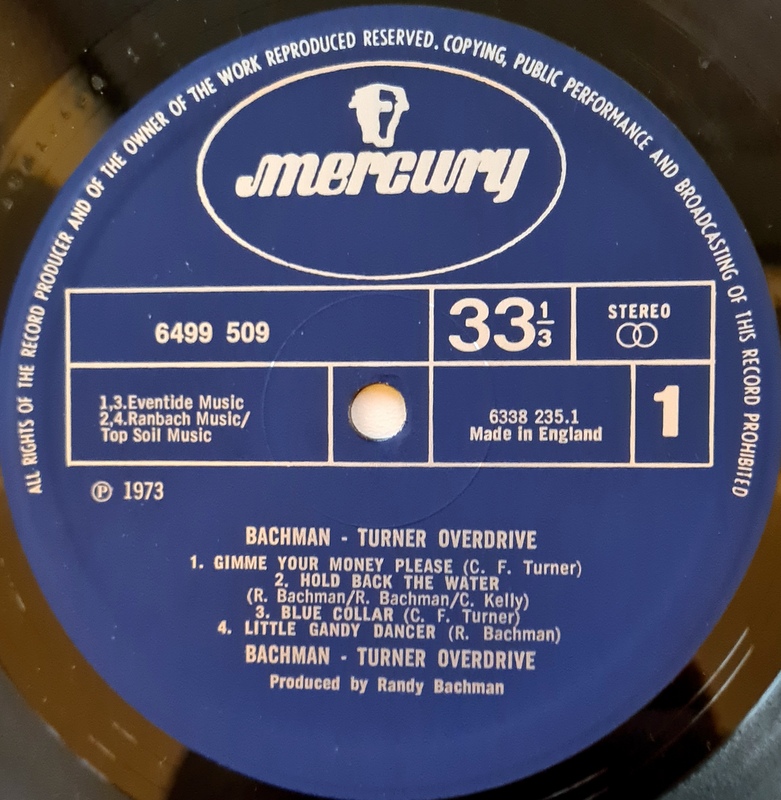 ALL RIGHTS OF THE RECORD PRODUCER AND OF THE OWNER OF THE WORK REPRODUCED RESERVED. COPYING, PUBLIC PERFORMANCE AND BROADCASTING OF THIS RECORD PROHIBITED
mercury
6499 509
33 1/3
STEREO
1,3.Eventide Music
2,4.Ranbach Music/
Top Soil Music
6338 235.1
Made in England
1
Ⓟ 1973
BACHMAN - TURNER OVERDRIVE
1. GIMME YOUR MONEY PLEASE (C. F. Turner)
2. HOLD BACK THE WATER
(R. Bachman/R. Bachman/C. Kelly)
3. BLUE COLLAR (C. F. Turner)
4. LITTLE GANDY DANCER (R. Bachman)
BACHMAN - TURNER OVERDRIVE
Produced by Randy Bachman